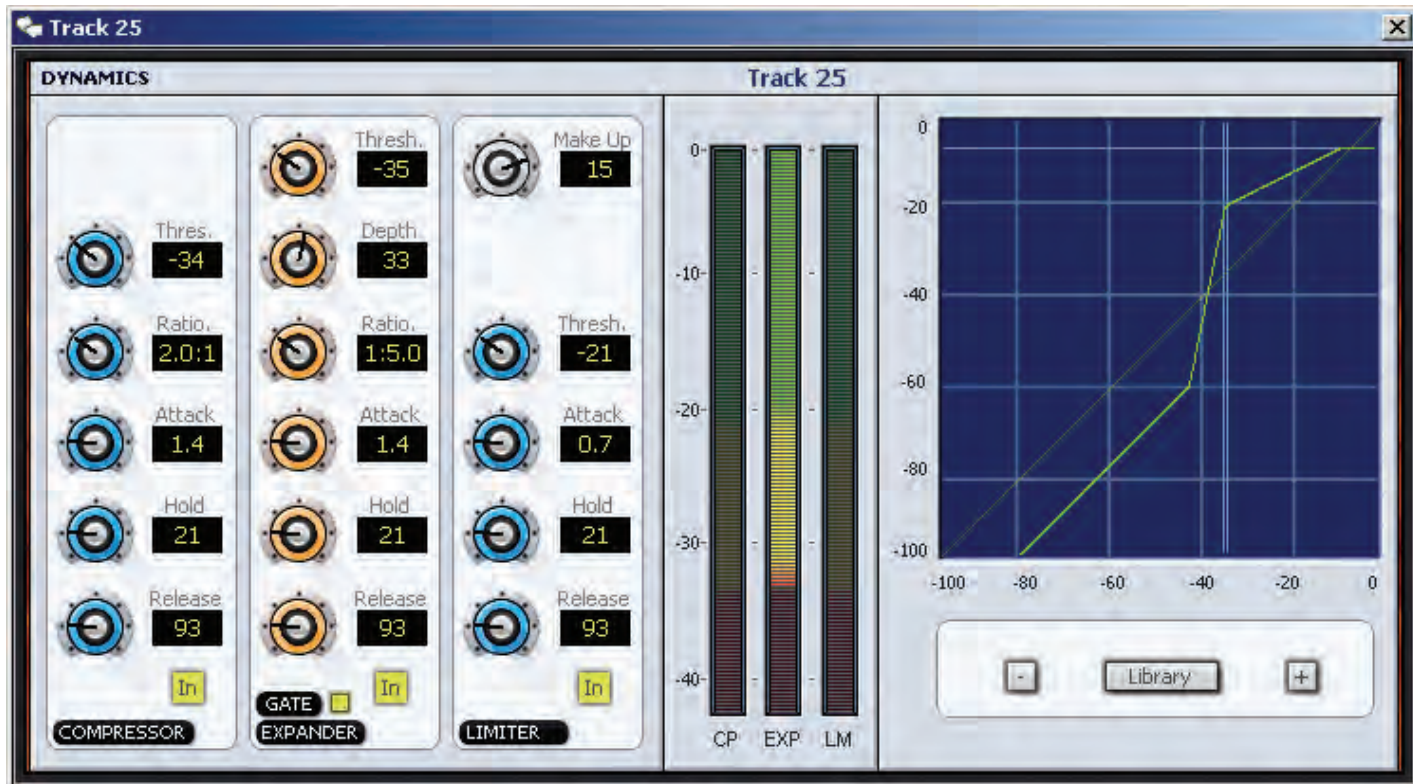 Track 25
DYNAMICS
Track 25
Thres.
-34
Ratio.
2.0:1
Attack
1.4
Hold
21
Release
93
In
COMPRESSOR
Thresh.
-35
Depth
33
Ratio.
1:5.0
Attack
1.4
Hold
21
Release
93
In
GATE
EXPANDER
Make Up
15
Thresh.
-21
Attack
0.7
Hold
21
Release
93
In
LIMITER
0-
-10-
-20-
-30-
-40-
CP EXP LM
0
-20
-40
-60
-80
-100
-100 -80 -60 -40 -20 0
- Library +